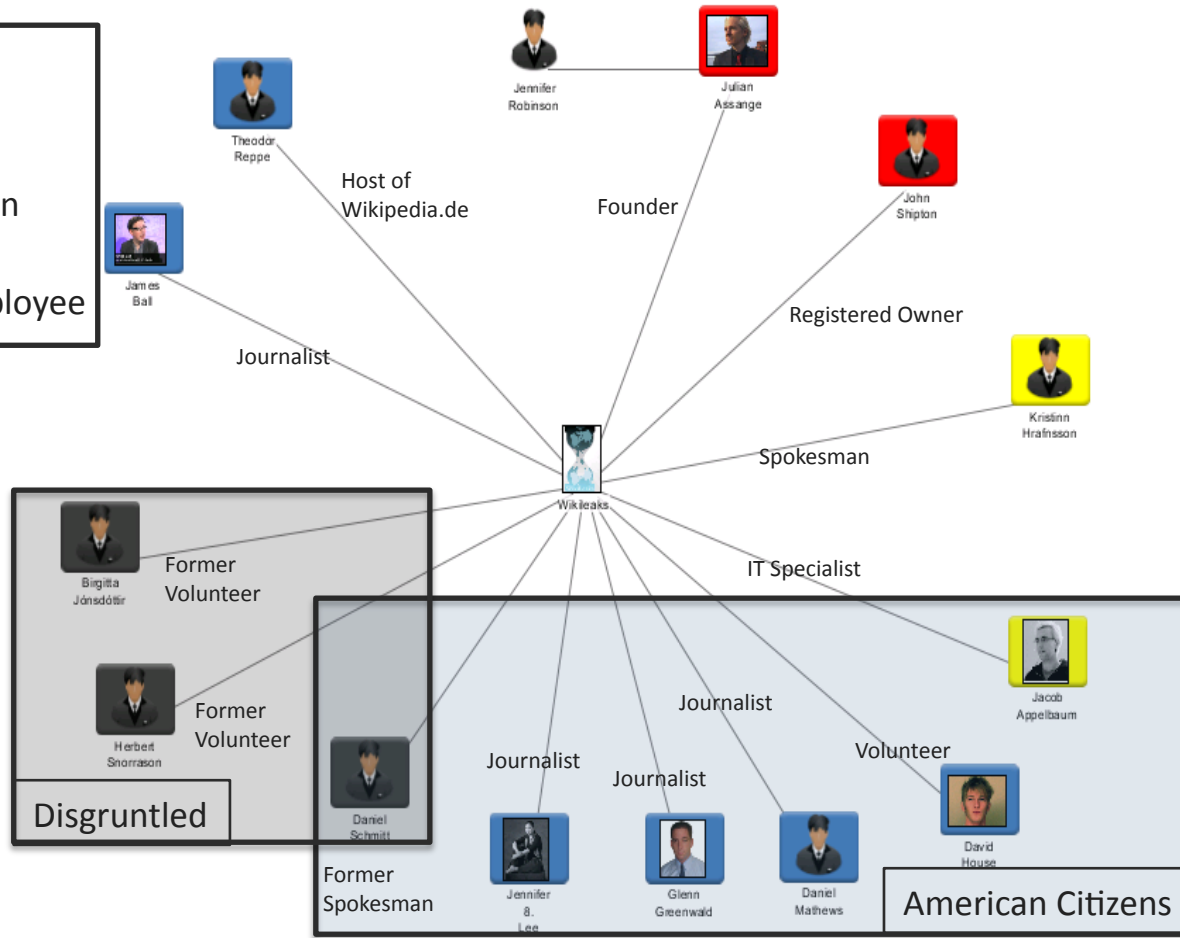 Jennifer
Robinson
Julian
Assange
Theodor
Reppe
Host of
Wikipedia.de
Founder
John
Shipton
James
Ball
Journalist
Registered Owner
Kristinn
Hrafnsson
Spokesman
Wikileaks
Birgitta
Jónsdóttir
Former
Volunteer
IT Specialist
Herbert
Snorrason
Former
Volunteer
Jacob
Appelbaum
Journalist
Journalist
Journalist
Volunteer
Disgruntled
Daniel
Schmitt
Former
Spokesman
Jennifer
8.
Lee
Glenn
Greenwald
Daniel
Mathews
David
House
American Citizens